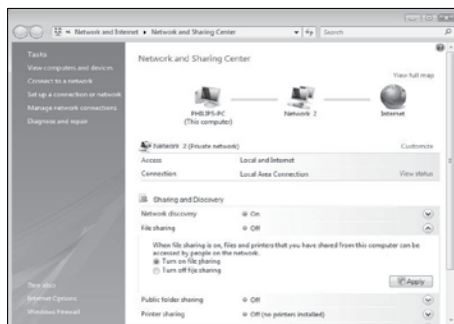 Network and Internet ▸ Network and Sharing Center
Search
Tasks
View computers and devices
Connect to a network
Set up a connection or network
Manage network connections
Diagnose and repair
See also
Internet Options
Windows Firewall
Network and Sharing Center
View full map
PHILIPS-PC
(This computer)
Network 2
Internet
Network 2 (Private network)
Customize
Access Local and Internet
Connection Local Area Connection View status
Sharing and Discovery
Network discovery On
File sharing Off
When file sharing is on, files and printers that you have shared from this computer can be
accessed by people on the network.
Turn on file sharing
Turn off file sharing
Apply
Public folder sharing Off
Printer sharing Off (no printers installed)